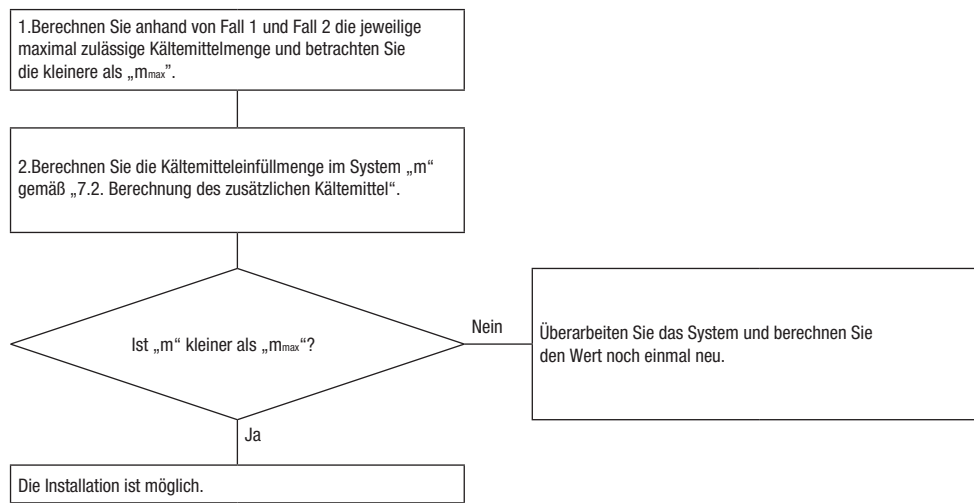 1.Berechnen Sie anhand von Fall 1 und Fall 2 die jeweilige
maximal zulässige Kältemittelmenge und betrachten Sie
die kleinere als „mmax”.
2.Berechnen Sie die Kältemitteleinfüllmenge im System „m“
gemäß „7.2. Berechnung des zusätzlichen Kältemittel“.
Ist „m“ kleiner als „mmax“?
Nein
Überarbeiten Sie das System und berechnen Sie
den Wert noch einmal neu.
Ja
Die Installation ist möglich.